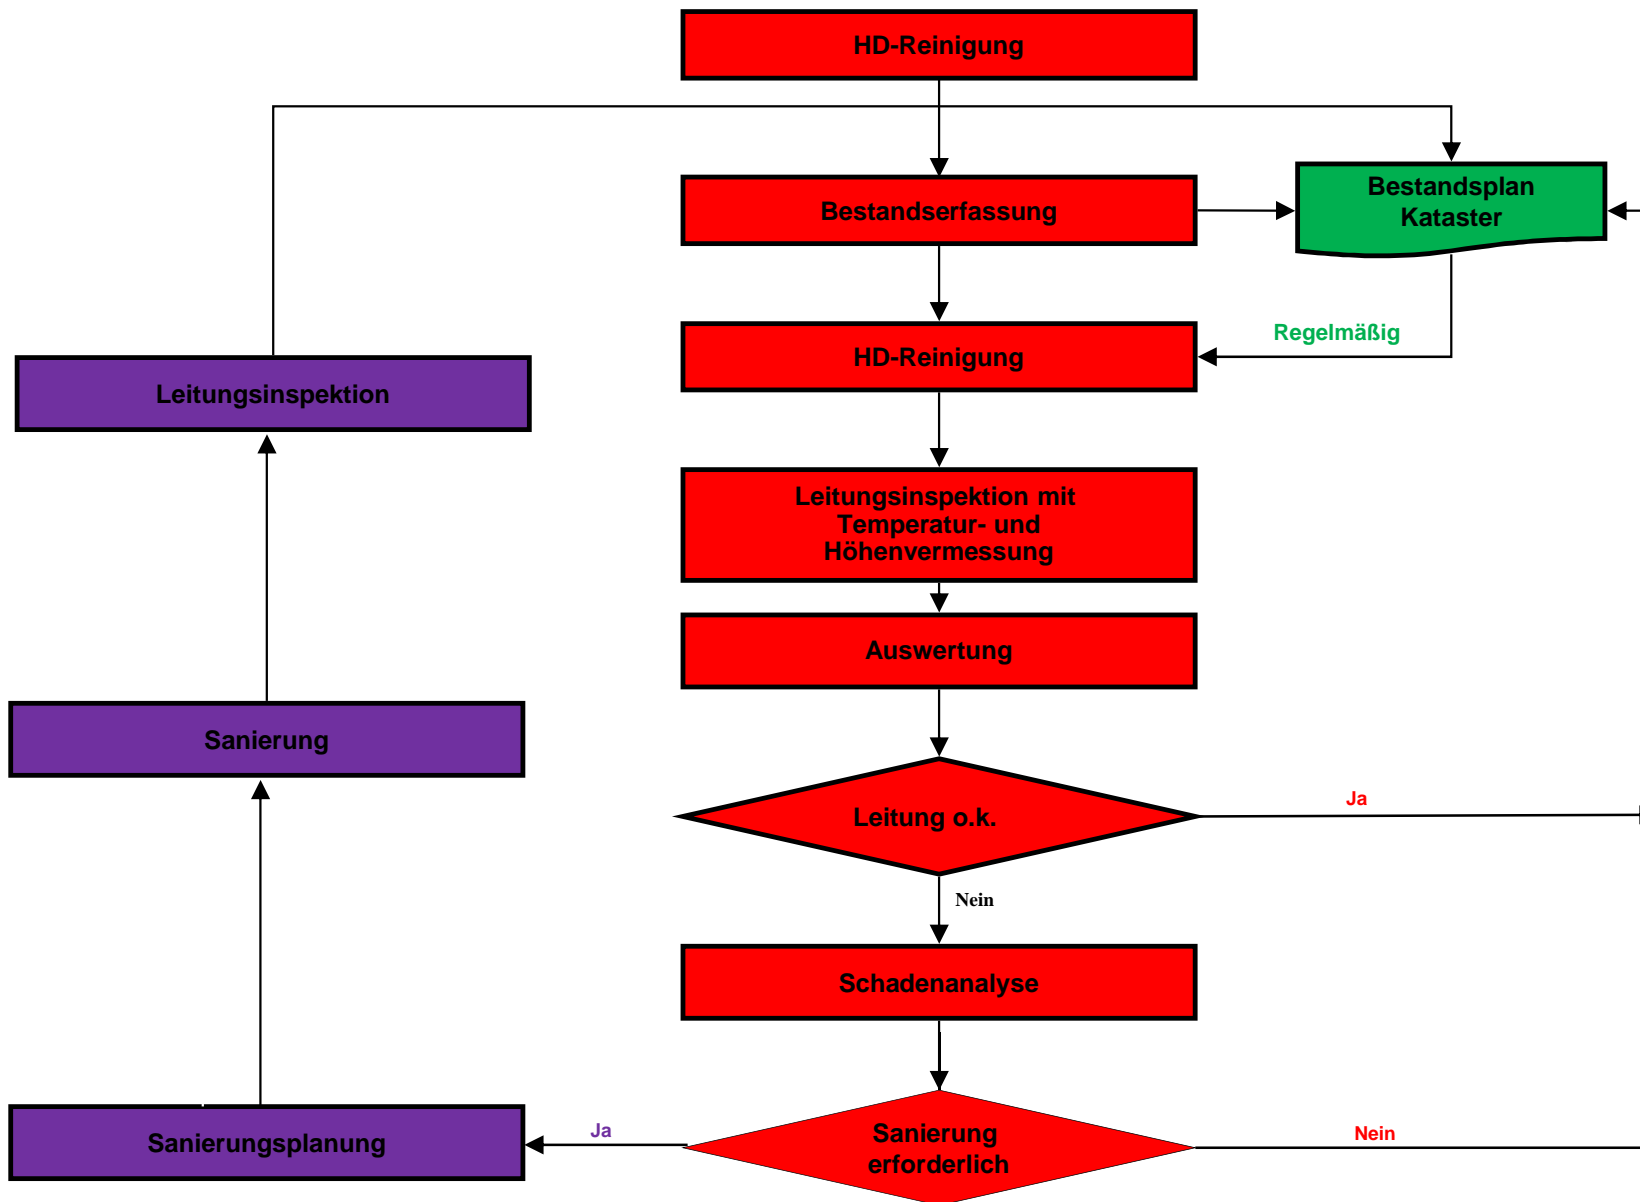 HD-Reinigung
Bestandserfassung
Bestandsplan
Kataster
Regelmäßig
HD-Reinigung
Leitungsinspektion
Leitungsinspektion mit
Temperatur- und
Höhenvermessung
Auswertung
Sanierung
Leitung o.k.
Ja
Nein
Schadenanalyse
Sanierungsplanung
Ja
Sanierung
erforderlich
Nein